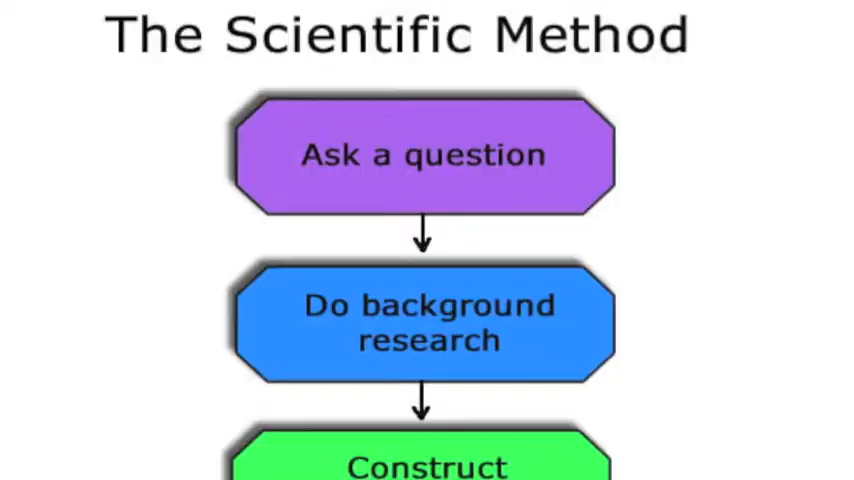 The Scientific Method
Ask a question
Do background
research
Construct